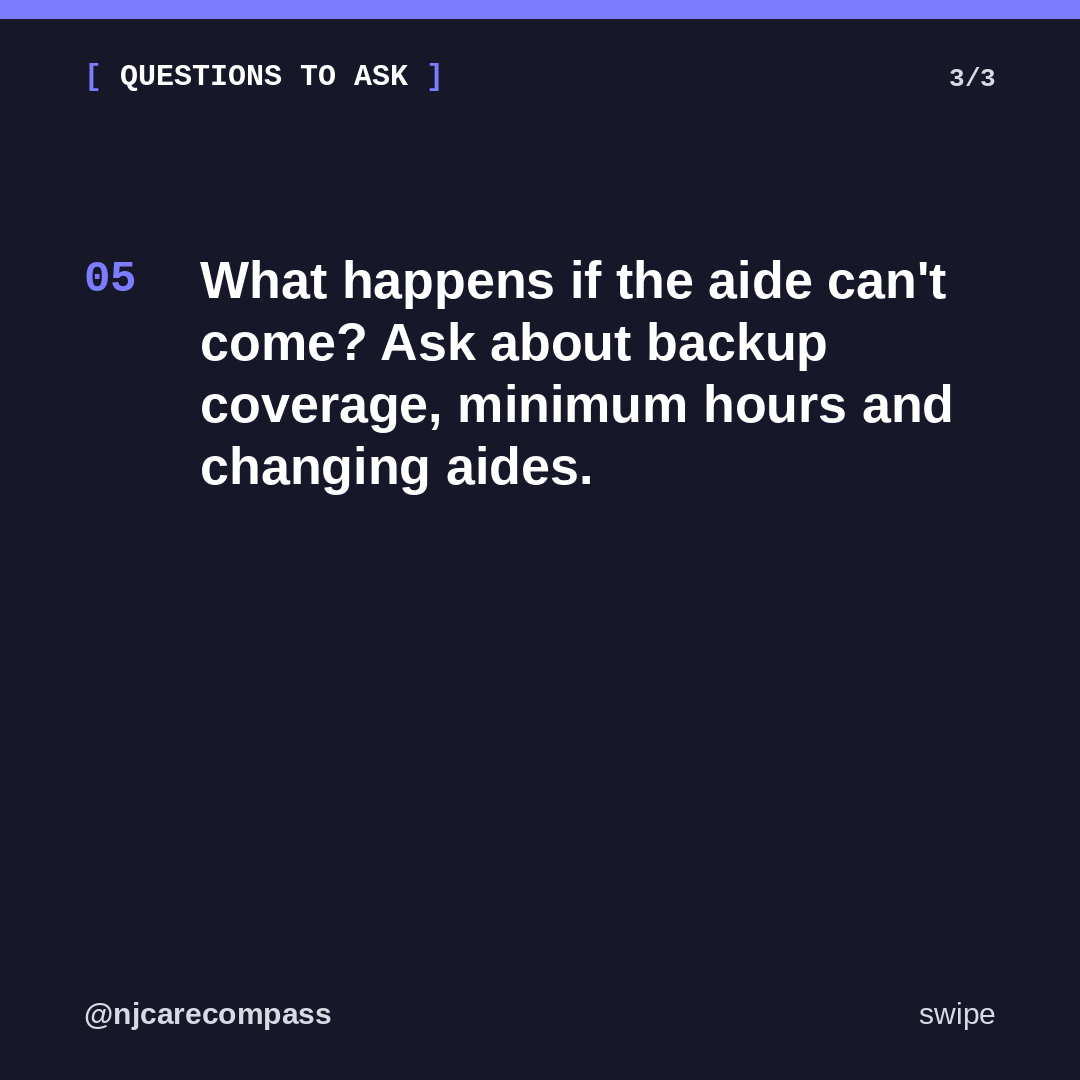 [ QUESTIONS TO ASK ]
3/3
05
What happens if the aide can't
come? Ask about backup
coverage, minimum hours and
changing aides.
@njcarecompass
swipe